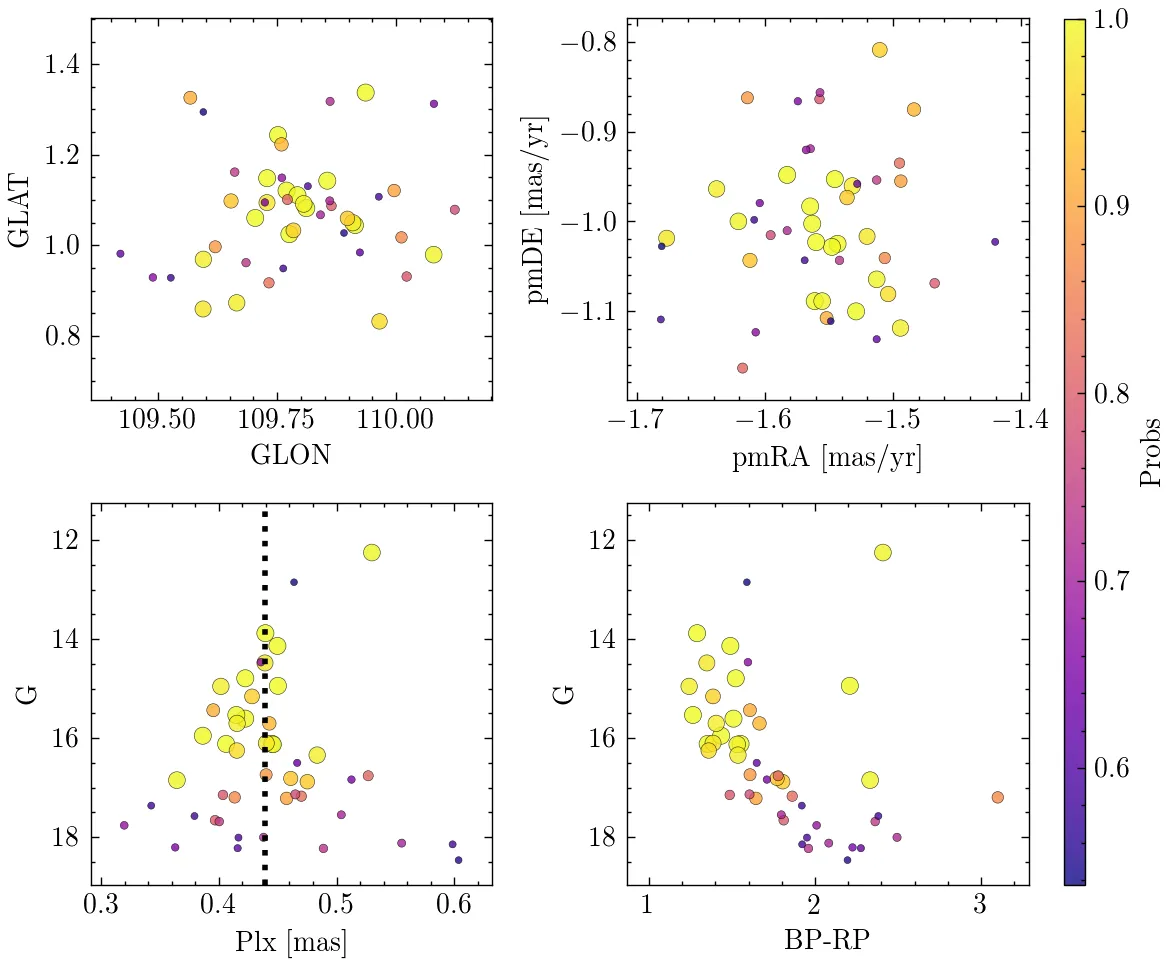 1.4
1.2
1.0
0.8
GLAT
109.50 109.75 110.00
GLON
−0.8
−0.9
−1.0
−1.1
pmDE [mas/yr]
−1.7 −1.6 −1.5 −1.4
pmRA [mas/yr]
1.0
0.9
0.8
0.7
0.6
Probs
12
14
16
18
G
0.3 0.4 0.5 0.6
Plx [mas]
12
14
16
18
G
1 2 3
BP-RP